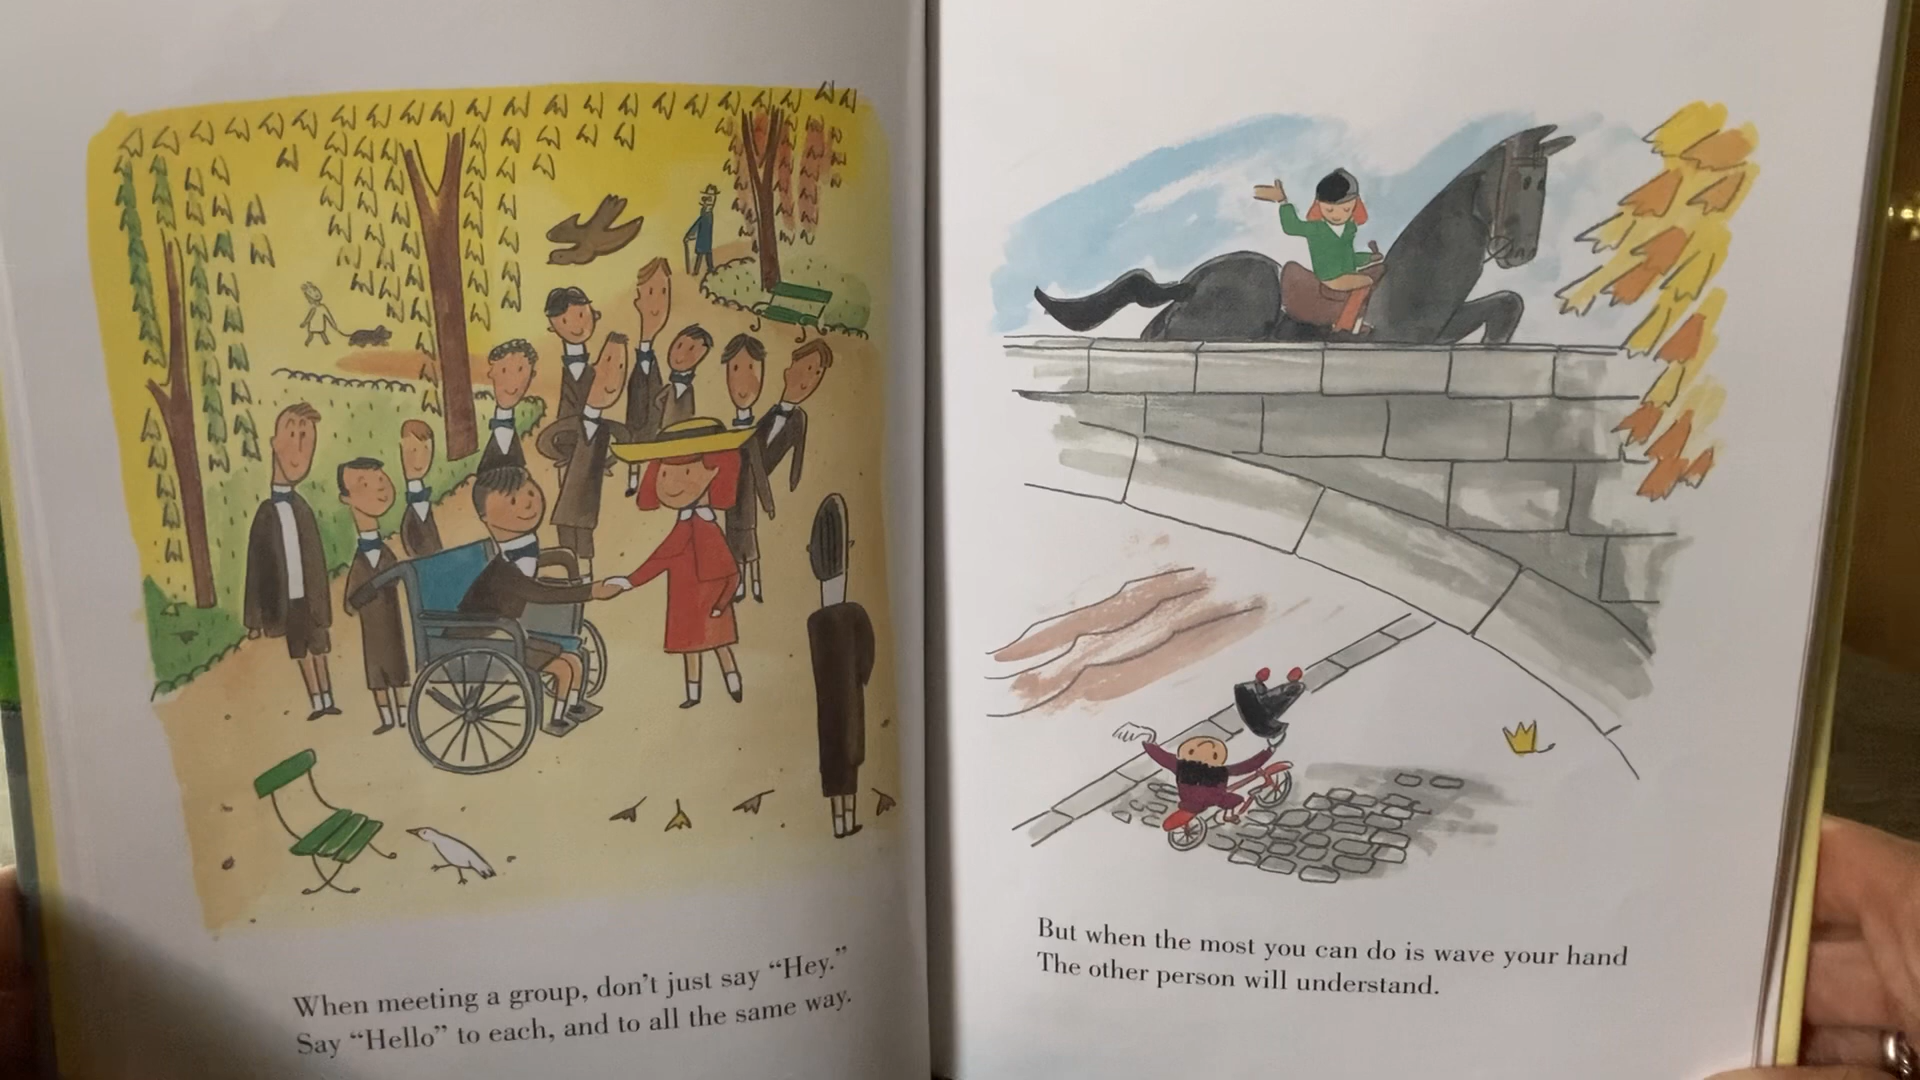 When meeting a group, don't just say “Hey.”
Say “Hello” to each, and to all the same way.
But when the most you can do is wave your hand
The other person will understand.